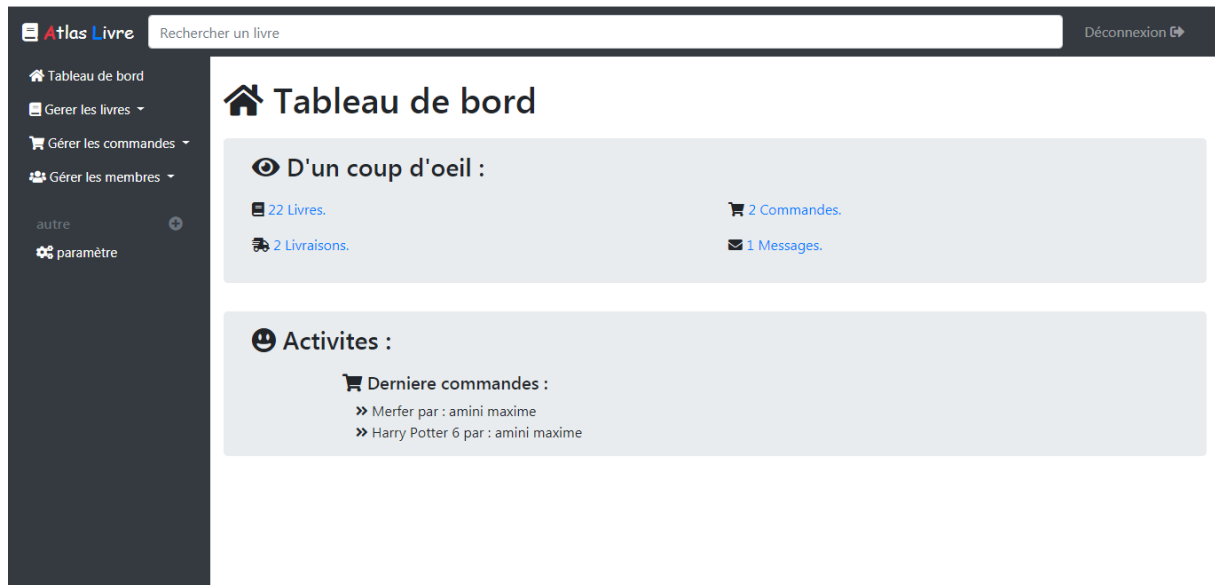 Atlas Livre
Rechercher un livre
Déconnexion
Tableau de bord
Gerer les livres
Gérer les commandes
Gérer les membres
autre
paramètre
Tableau de bord
D'un coup d'oeil :
22 Livres.
2 Commandes.
2 Livraisons.
1 Messages.
Activites :
Derniere commandes :
Merfer par : amini maxime
Harry Potter 6 par : amini maxime